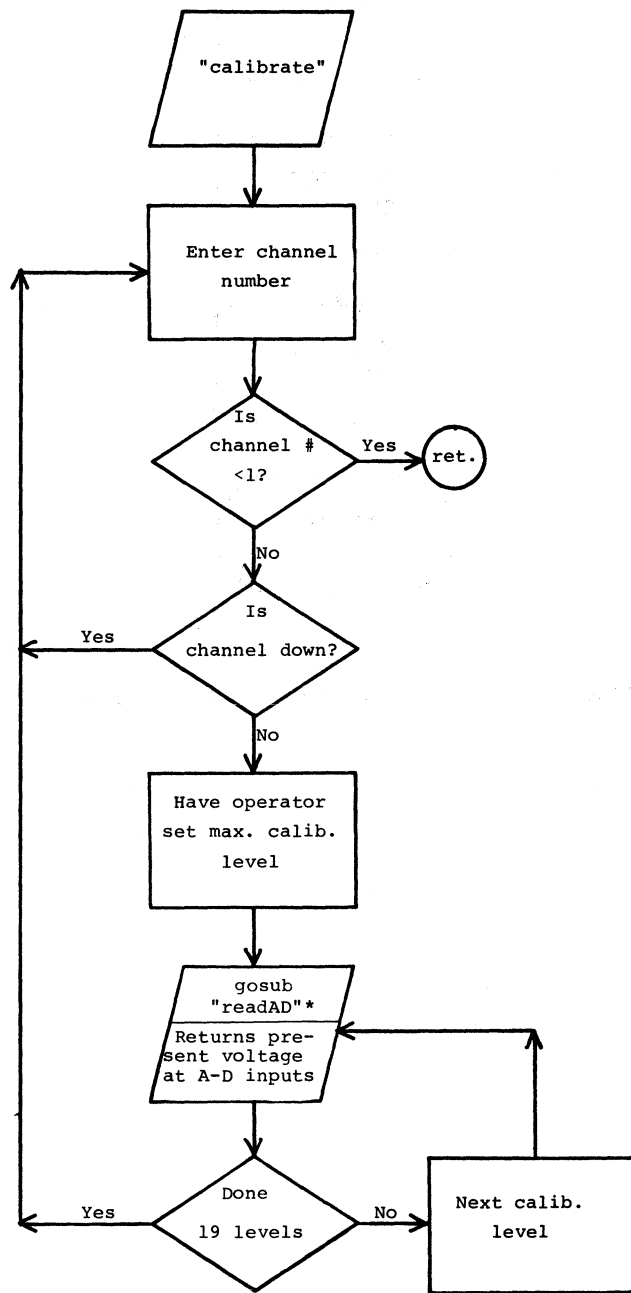 "calibrate"
Enter channel
number
Is
channel #
<1?
Yes
ret.
No
Is
channel down?
Yes
No
Have operator
set max. calib.
level
gosub
"readAD"*
Returns pre-
sent voltage
at A-D inputs
Done
19 levels
Yes
No
Next calib.
level